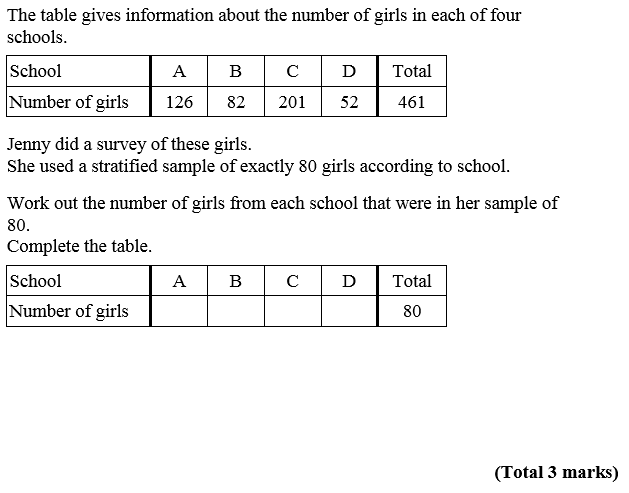 The table gives information about the number of girls in each of four
schools.
School A B C D Total
Number of girls 126 82 201 52 461
Jenny did a survey of these girls.
She used a stratified sample of exactly 80 girls according to school.
Work out the number of girls from each school that were in her sample of
80.
Complete the table.
School A B C D Total
Number of girls 80
(Total 3 marks)